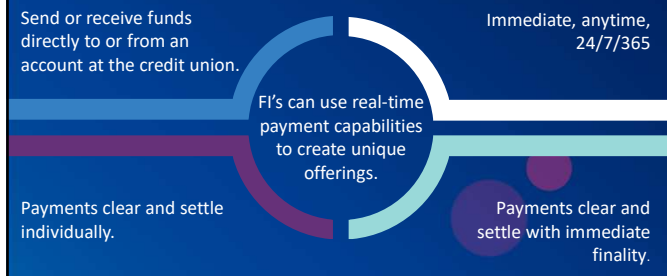 Send or receive funds
directly to or from an
account at the credit union.
Immediate, anytime,
24/7/365
FI's can use real-time
payment capabilities
to create unique
offerings.
Payments clear and settle
individually.
Payments clear and
settle with immediate
finality.